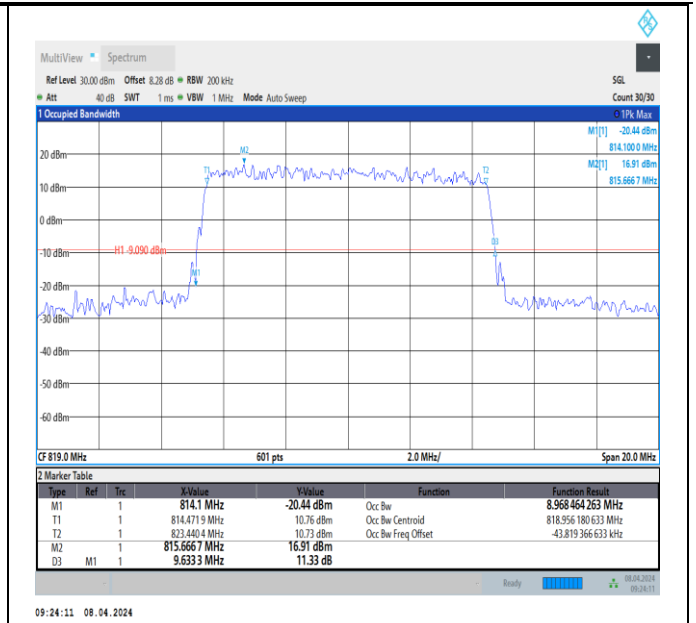 R&S
MultiView Spectrum
Ref Level 30.00 dBm Offset 8.28 dB RBW 200 kHz SGL
Att 40 dB SWT 1 ms VBW 1 MHz Mode Auto Sweep Count 30/30
1 Occupied Bandwidth 1Pk Max
M1[1] -20.44 dBm
814.100 0 MHz
M2[1] 16.91 dBm
815.666 7 MHz
20 dBm
M2
T1
T2
10 dBm
0 dBm
D3
-10 dBm
H1 -9.090 dBm
M1
-20 dBm
-30 dBm
-40 dBm
-50 dBm
-60 dBm
CF 819.0 MHz 601 pts 2.0 MHz/ Span 20.0 MHz
2 Marker Table
Type Ref Trc X-Value Y-Value Function Function Result
M1 1 814.1 MHz -20.44 dBm Occ Bw 8.968 464 263 MHz
T1 1 814.471 9 MHz 10.76 dBm Occ Bw Centroid 818.956 180 633 MHz
T2 1 823.440 4 MHz 10.73 dBm Occ Bw Freq Offset -43.819 366 633 kHz
M2 1 815.666 7 MHz 16.91 dBm
D3 M1 1 9.633 3 MHz 11.33 dB
Ready 08.04.2024
09:24:11
09:24:11 08.04.2024